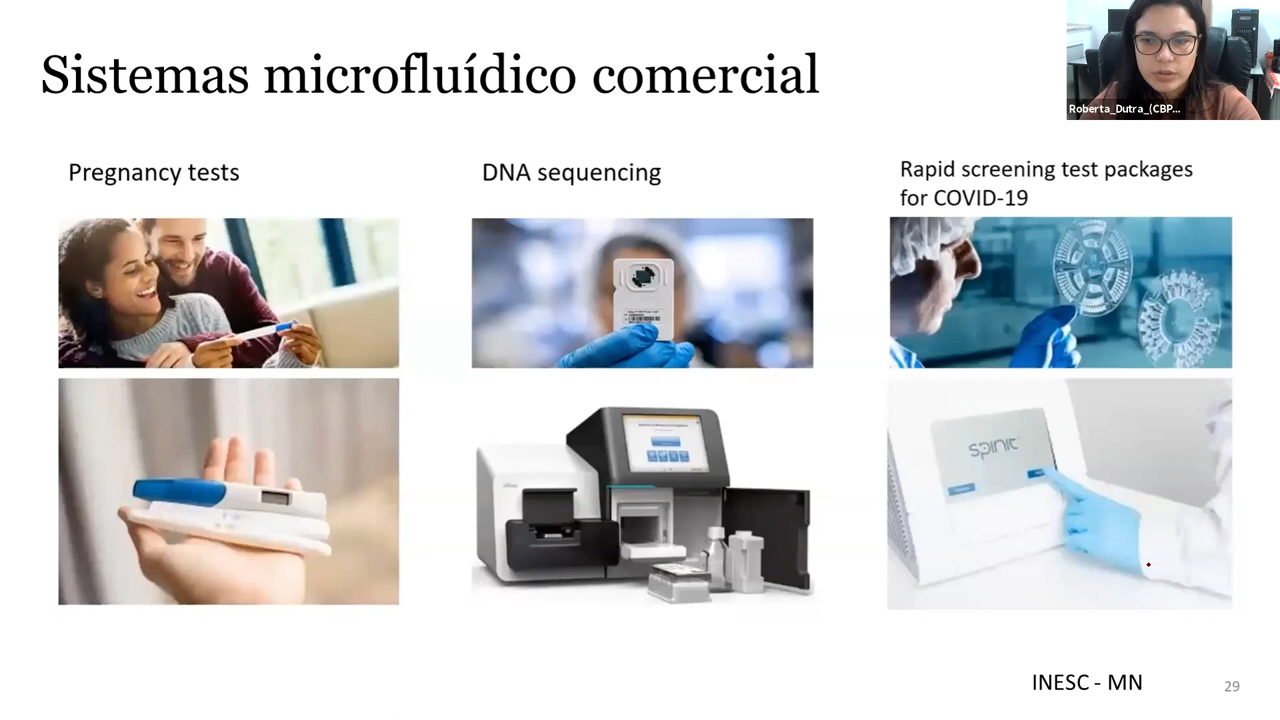 Sistemas microfluídico comercial
Roberta_Dutra_(CBP...
Pregnancy tests
DNA sequencing
Rapid screening test packages
for COVID-19
spinit
INESC - MN
29